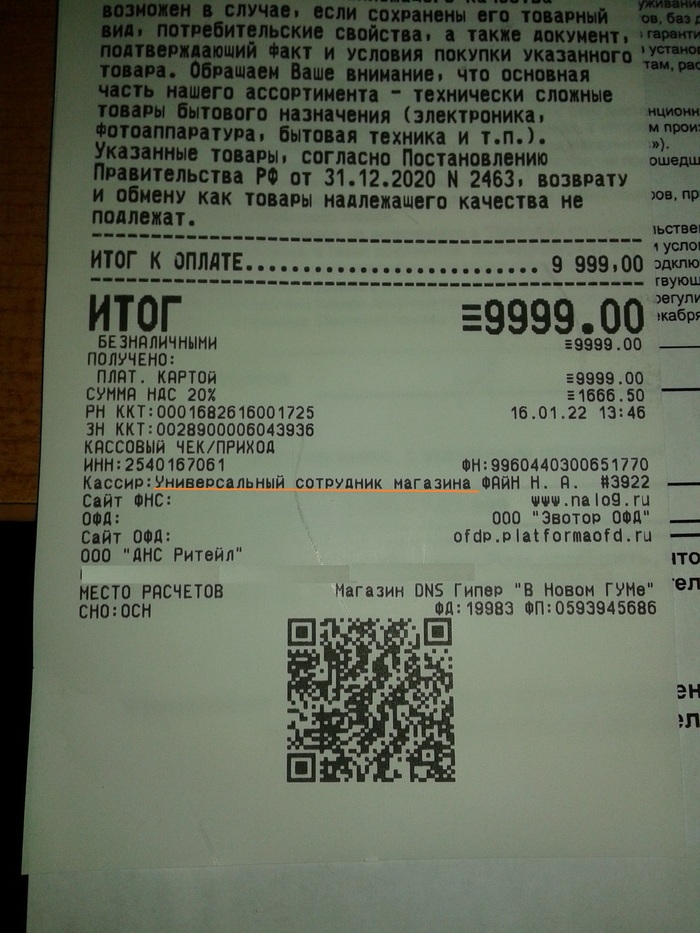 возможен в случае, если сохранены его товарный
вид, потребительские свойства, а также документ,
подтверждающий факт и условия покупки указанного
товара. Обращаем Ваше внимание, что основная
часть нашего ассортимента - технически сложные
товары бытового назначения (электроника,
фотоаппаратура, бытовая техника и т.п.).
Указанные товары, согласно Постановлению
Правительства РФ от 31.12.2020 N 2463, возврату
и обмену как товары надлежащего качества не
подлежат.
ИТОГ К ОПЛАТЕ.............................. 9 999,00
ИТОГ ≡9999.00
БЕЗНАЛИЧНЫМИ ≡9999.00
ПОЛУЧЕНО:
ПЛАТ. КАРТОЙ ≡9999.00
СУММА НДС 20% ≡1666.50
РН ККТ:0001682616001725 16.01.22 13:46
ЗН ККТ:0028900006043936
КАССОВЫЙ ЧЕК/ПРИХОД
ИНН:2540167061 ФН:9960440300651770
Кассир:Универсальный сотрудник магазина ФАЙН Н. А. #3922
Сайт ФНС: www.nalog.ru
ОФД: ООО "Эвотор ОФД"
Сайт ОФД: ofdp.platformaofd.ru
ООО "ДНС Ритейл"
МЕСТО РАСЧЕТОВ Магазин DNS Гипер "В Новом ГУМе"
СНО:ОСН ФД:19983 ФП:0593945686